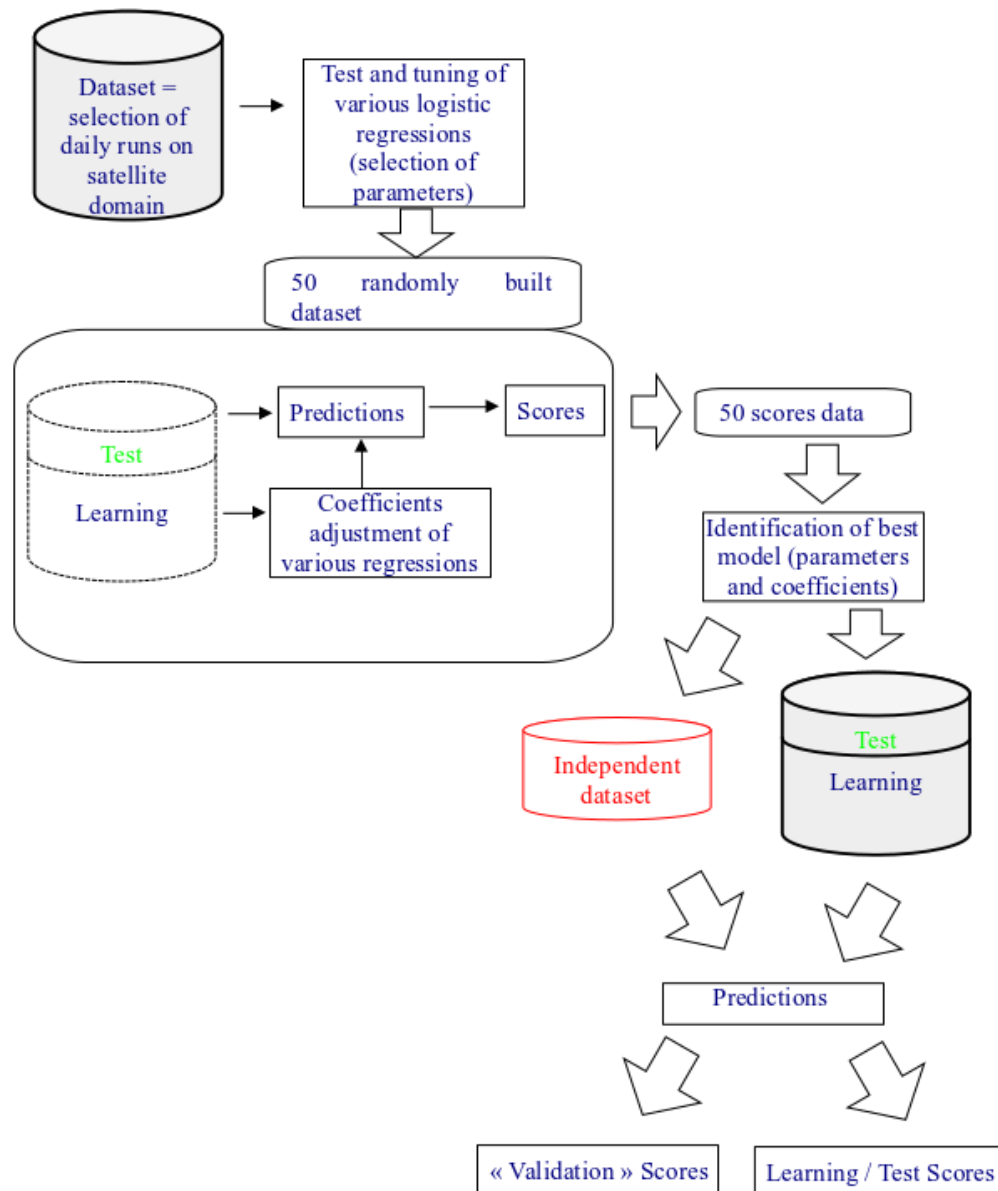 Dataset =
selection of
daily runs on
satellite
domain
Test and tuning of
various logistic
regressions
(selection of
parameters)
50 randomly built
dataset
Test
Learning
Predictions
Scores
Coefficients
adjustment of
various regressions
50 scores data
Identification of best
model (parameters
and coefficients)
Independent
dataset
Test
Learning
Predictions
« Validation » Scores
Learning / Test Scores